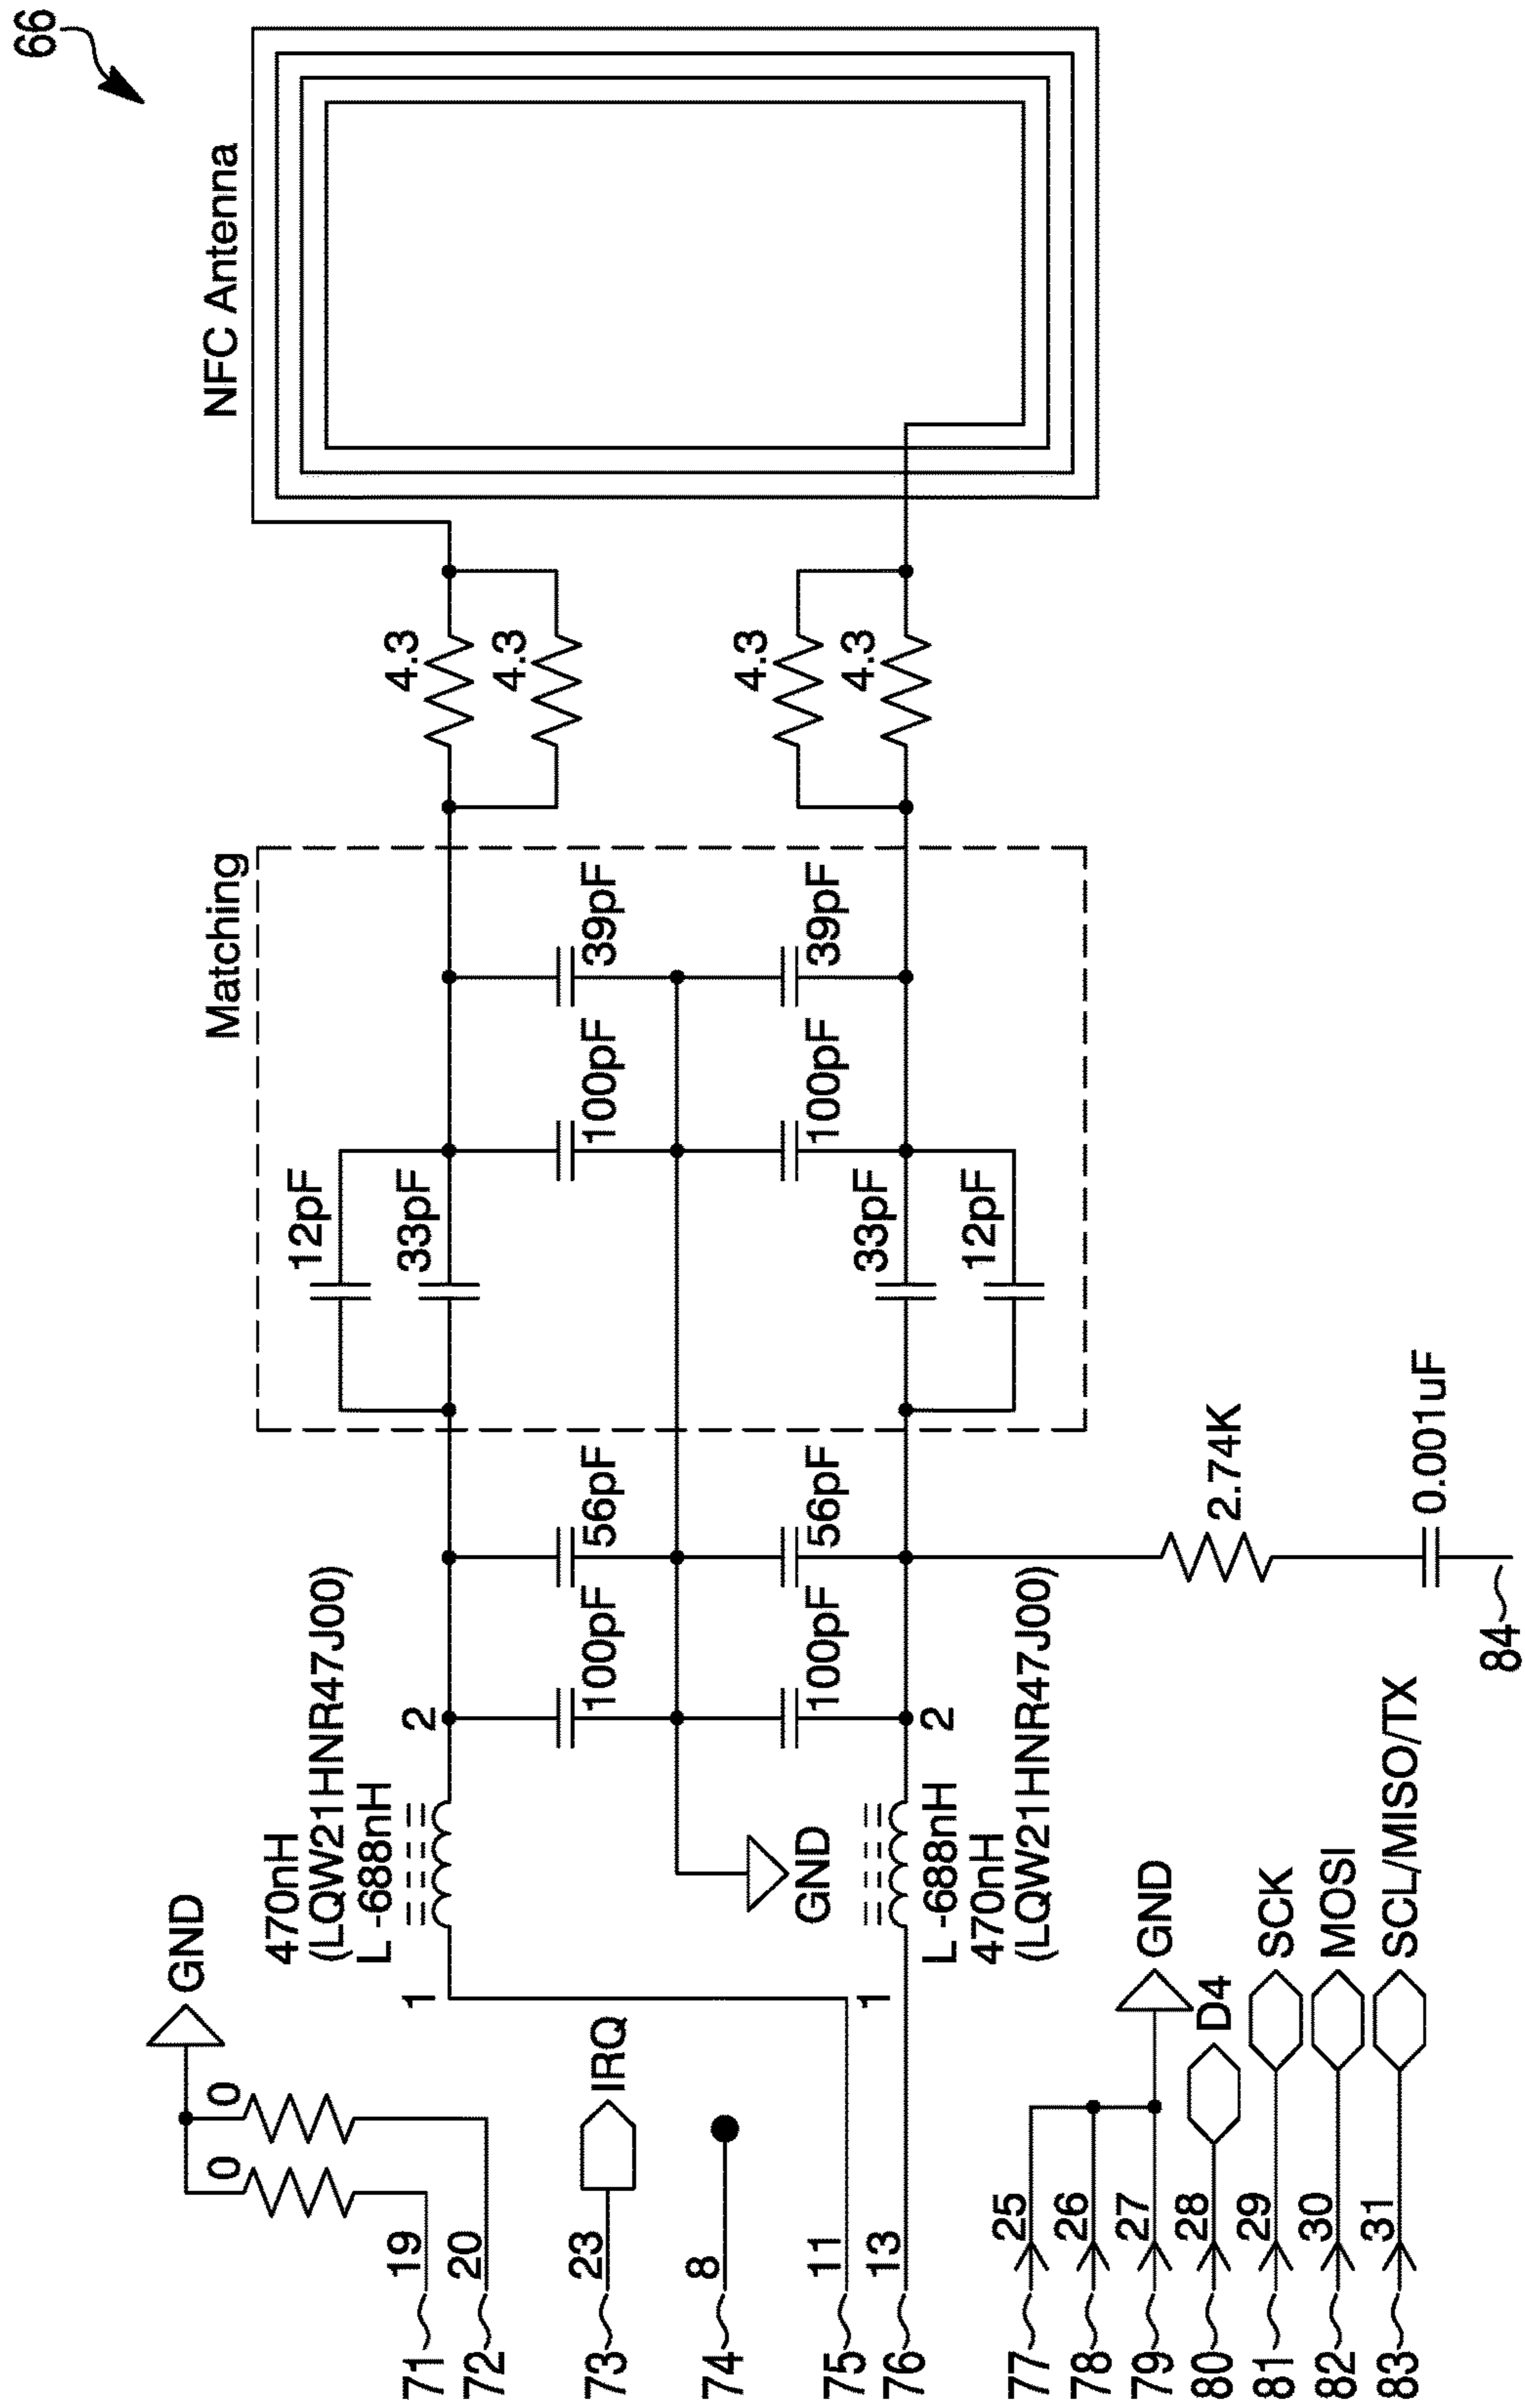 66
NFC Antenna
4.3
4.3
4.3
4.3
Matching
12pF
33pF
100pF
39pF
100pF
39pF
33pF
12pF
470nH
(LQW21HNR47J00)
L -688nH
1
2
100pF
56pF
100pF
56pF
GND
1
2
L -688nH
470nH
(LQW21HNR47J00)
2.74K
0.001uF
84
GND
0
0
71
19
72
20
73
23
IRQ
74
8
75
11
76
13
77
25
78
26
79
27
GND
80
28
D4
81
29
SCK
82
30
MOSI
83
31
SCL/MISO/TX